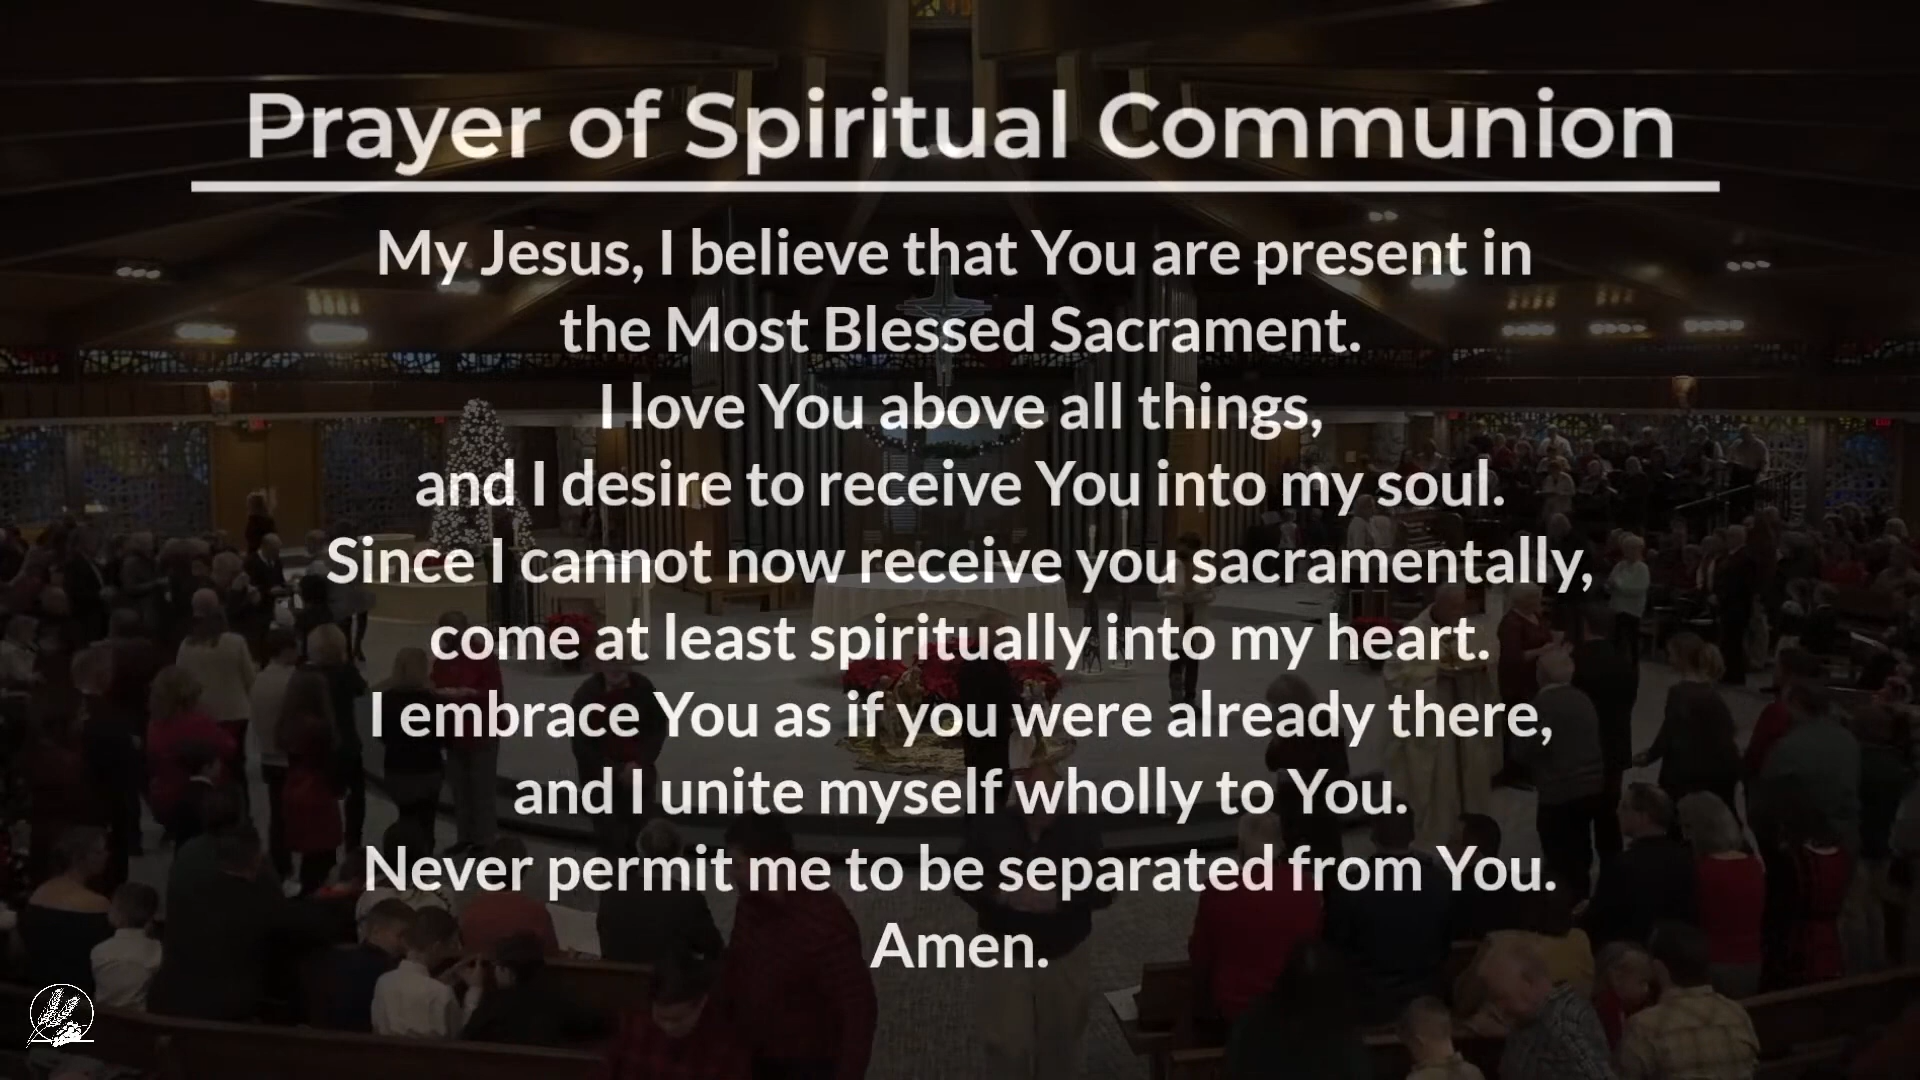 Prayer of Spiritual Communion
My Jesus, I believe that You are present in
the Most Blessed Sacrament.
I love You above all things,
and I desire to receive You into my soul.
Since I cannot now receive you sacramentally,
come at least spiritually into my heart.
I embrace You as if you were already there,
and I unite myself wholly to You.
Never permit me to be separated from You.
Amen.